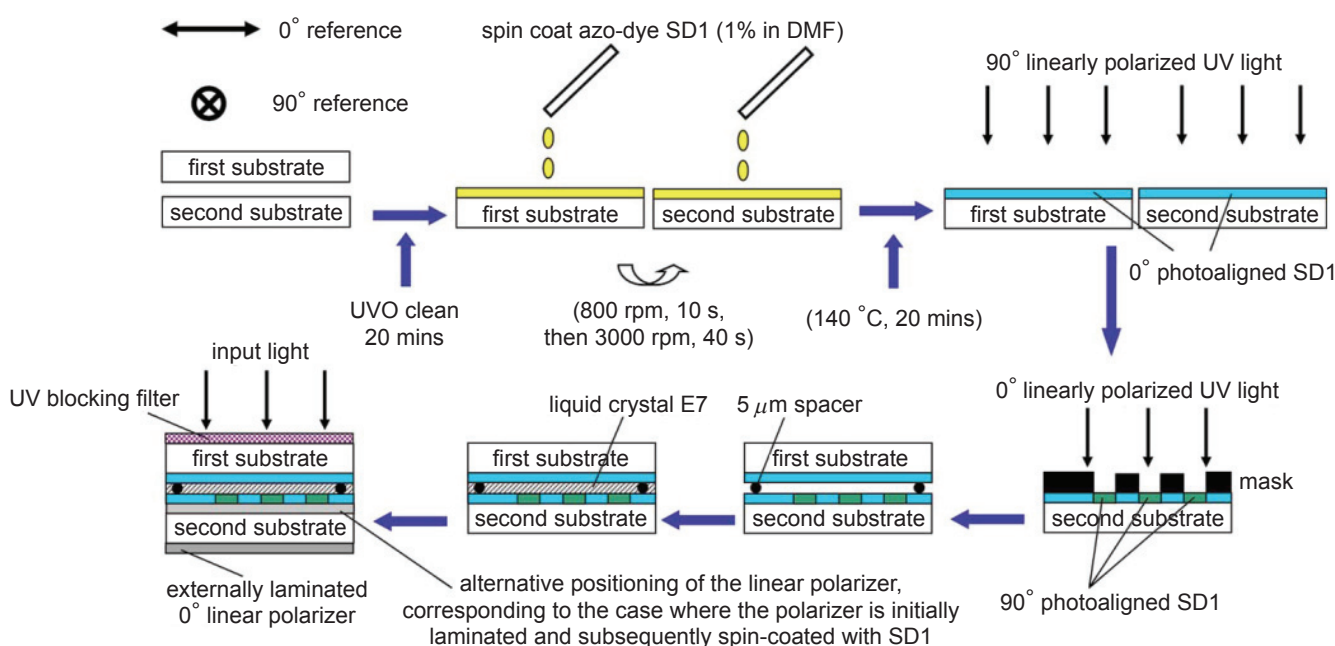 0° reference
90° reference
first substrate
second substrate
UVO clean
20 mins
spin coat azo-dye SD1 (1% in DMF)
first substrate
second substrate
(800 rpm, 10 s,
then 3000 rpm, 40 s)
(140 °C, 20 mins)
90° linearly polarized UV light
first substrate
second substrate
0° photoaligned SD1
0° linearly polarized UV light
mask
second substrate
90° photoaligned SD1
5 μm spacer
first substrate
second substrate
liquid crystal E7
first substrate
second substrate
input light
UV blocking filter
first substrate
second substrate
externally laminated
0° linear polarizer
alternative positioning of the linear polarizer,
corresponding to the case where the polarizer is initially
laminated and subsequently spin-coated with SD1